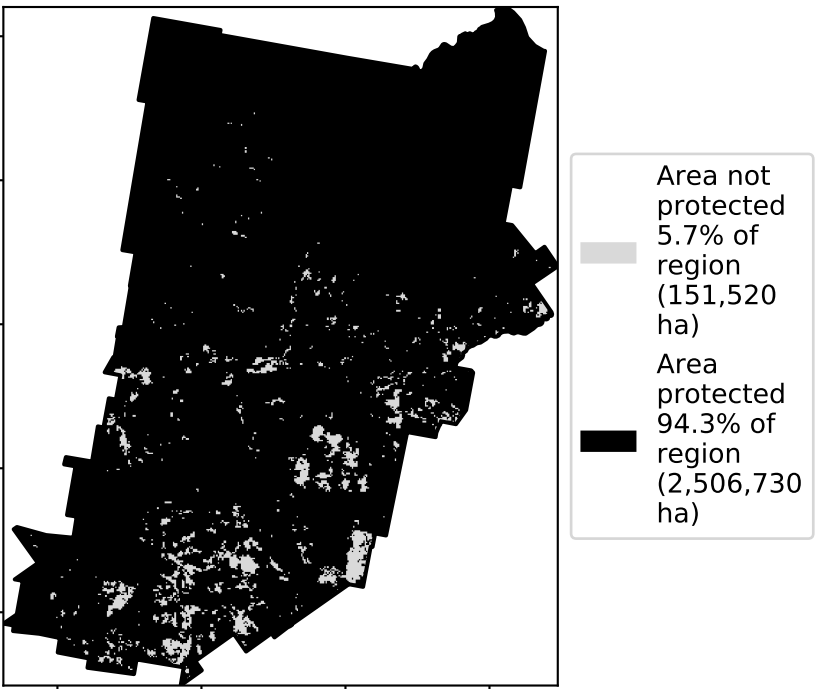 Area not
protected
5.7% of
region
(151,520
ha)
Area
protected
94.3% of
region
(2,506,730
ha)